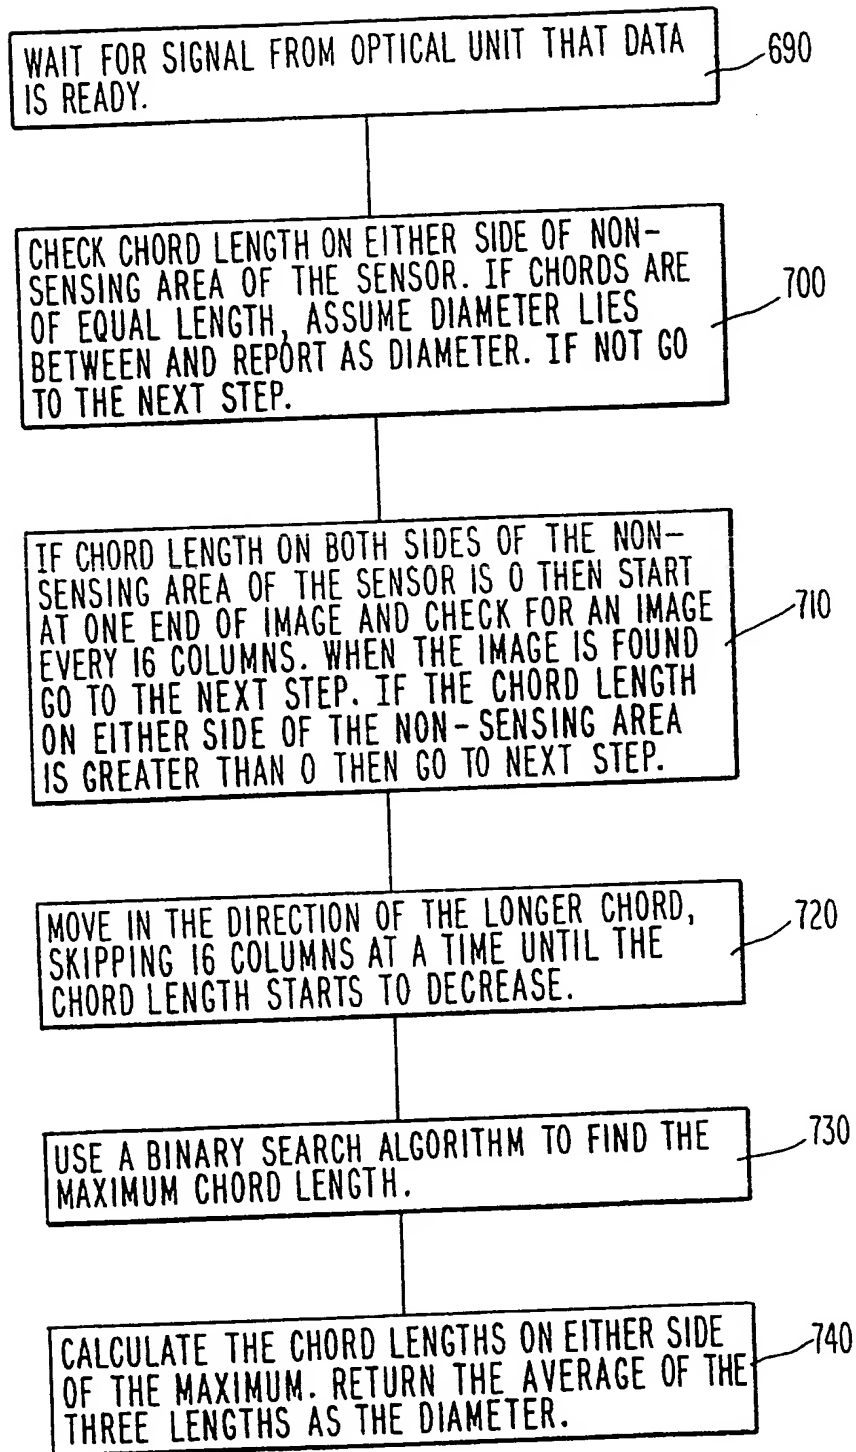 WAIT FOR SIGNAL FROM OPTICAL UNIT THAT DATA
IS READY.
690
CHECK CHORD LENGTH ON EITHER SIDE OF NON-
SENSING AREA OF THE SENSOR. IF CHORDS ARE
OF EQUAL LENGTH, ASSUME DIAMETER LIES
BETWEEN AND REPORT AS DIAMETER. IF NOT GO
TO THE NEXT STEP.
700
IF CHORD LENGTH ON BOTH SIDES OF THE NON-
SENSING AREA OF THE SENSOR IS 0 THEN START
AT ONE END OF IMAGE AND CHECK FOR AN IMAGE
EVERY 16 COLUMNS. WHEN THE IMAGE IS FOUND
GO TO THE NEXT STEP. IF THE CHORD LENGTH
ON EITHER SIDE OF THE NON-SENSING AREA
IS GREATER THAN 0 THEN GO TO NEXT STEP.
710
MOVE IN THE DIRECTION OF THE LONGER CHORD,
SKIPPING 16 COLUMNS AT A TIME UNTIL THE
CHORD LENGTH STARTS TO DECREASE.
720
USE A BINARY SEARCH ALGORITHM TO FIND THE
MAXIMUM CHORD LENGTH.
730
CALCULATE THE CHORD LENGTHS ON EITHER SIDE
OF THE MAXIMUM. RETURN THE AVERAGE OF THE
THREE LENGTHS AS THE DIAMETER.
740